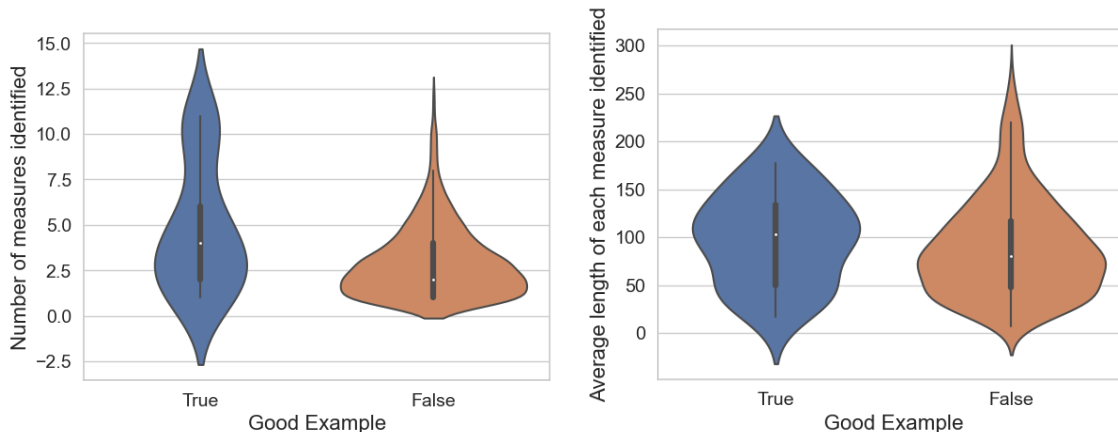 Number of measures identified
15.0
12.5
10.0
7.5
5.0
2.5
0.0
−2.5
True
False
Good Example
Average length of each measure identified
300
250
200
150
100
50
0
True
False
Good Example